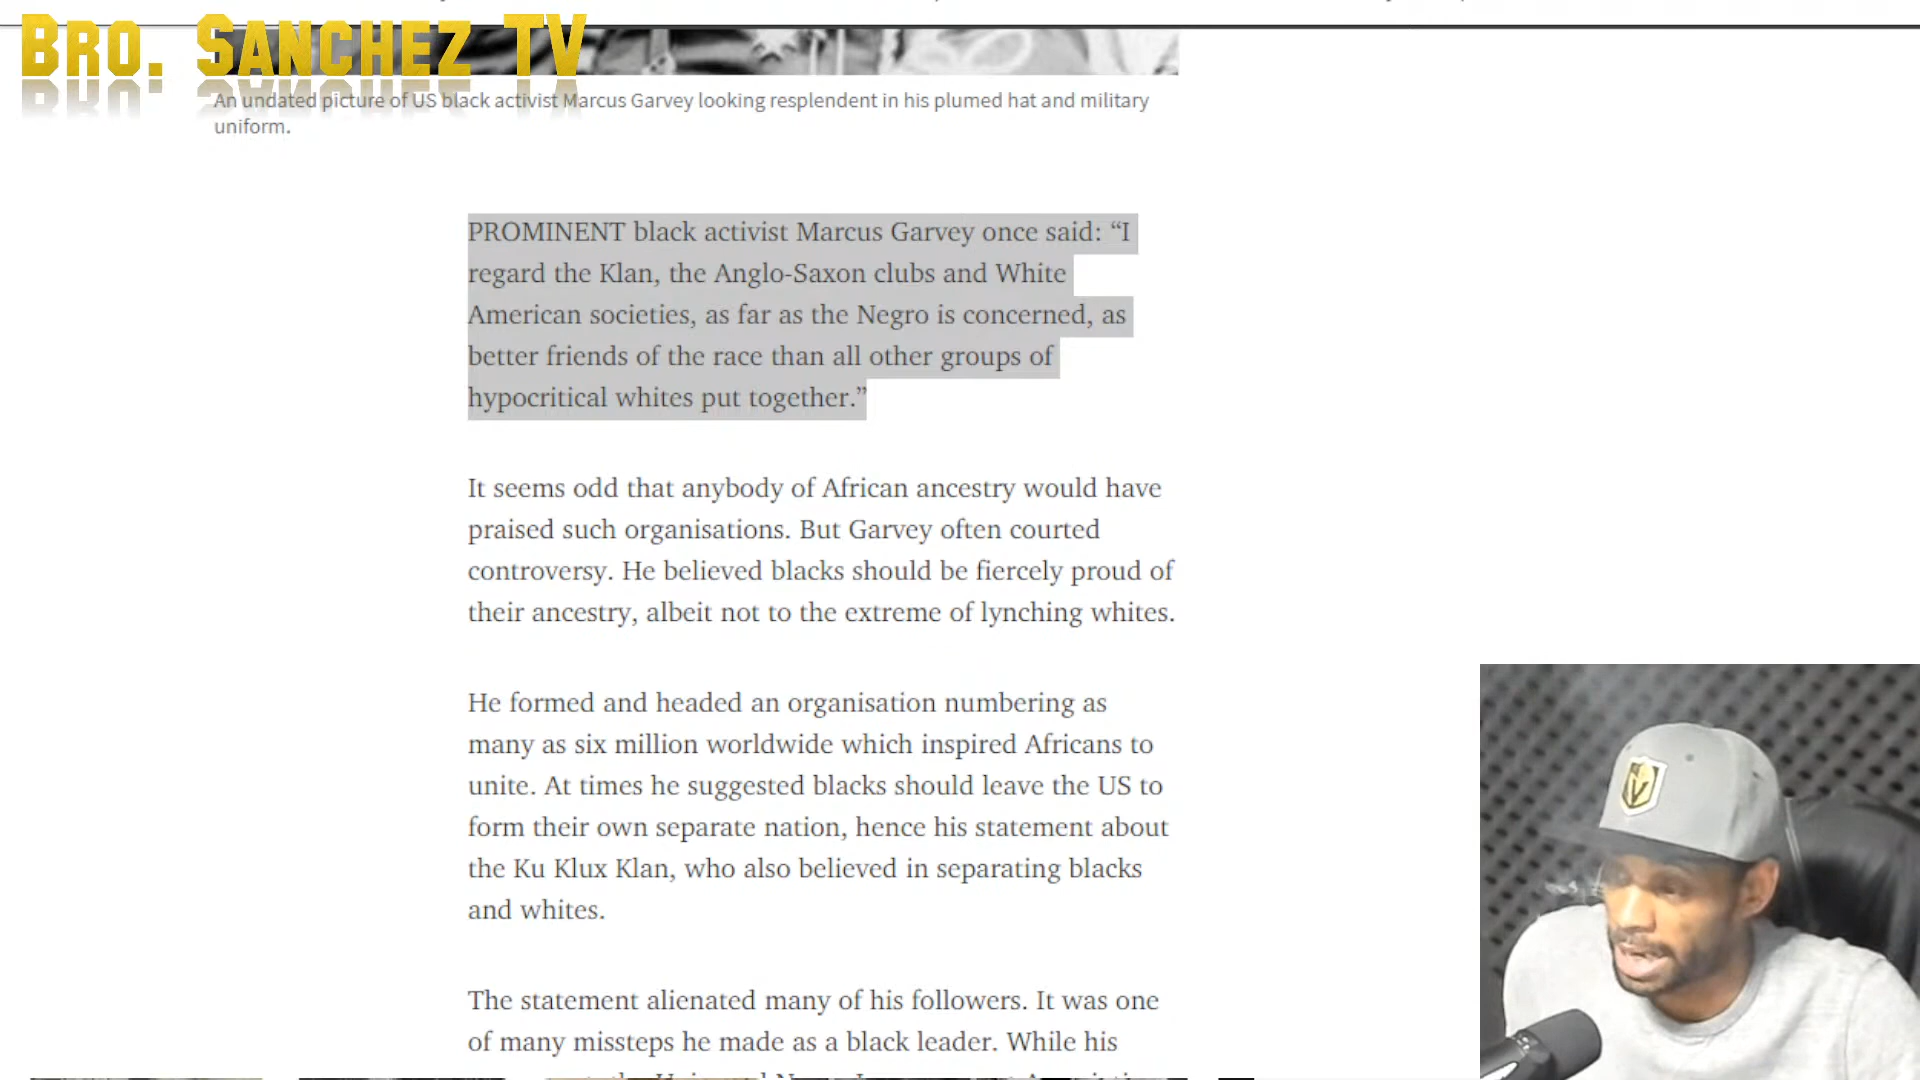 BRO. SANCHEZ TV
An undated picture of US black activist Marcus Garvey looking resplendent in his plumed hat and military
uniform.
PROMINENT black activist Marcus Garvey once said: “I
regard the Klan, the Anglo-Saxon clubs and White
American societies, as far as the Negro is concerned, as
better friends of the race than all other groups of
hypocritical whites put together.”
It seems odd that anybody of African ancestry would have
praised such organisations. But Garvey often courted
controversy. He believed blacks should be fiercely proud of
their ancestry, albeit not to the extreme of lynching whites.
He formed and headed an organisation numbering as
many as six million worldwide which inspired Africans to
unite. At times he suggested blacks should leave the US to
form their own separate nation, hence his statement about
the Ku Klux Klan, who also believed in separating blacks
and whites.
The statement alienated many of his followers. It was one
of many missteps he made as a black leader. While his